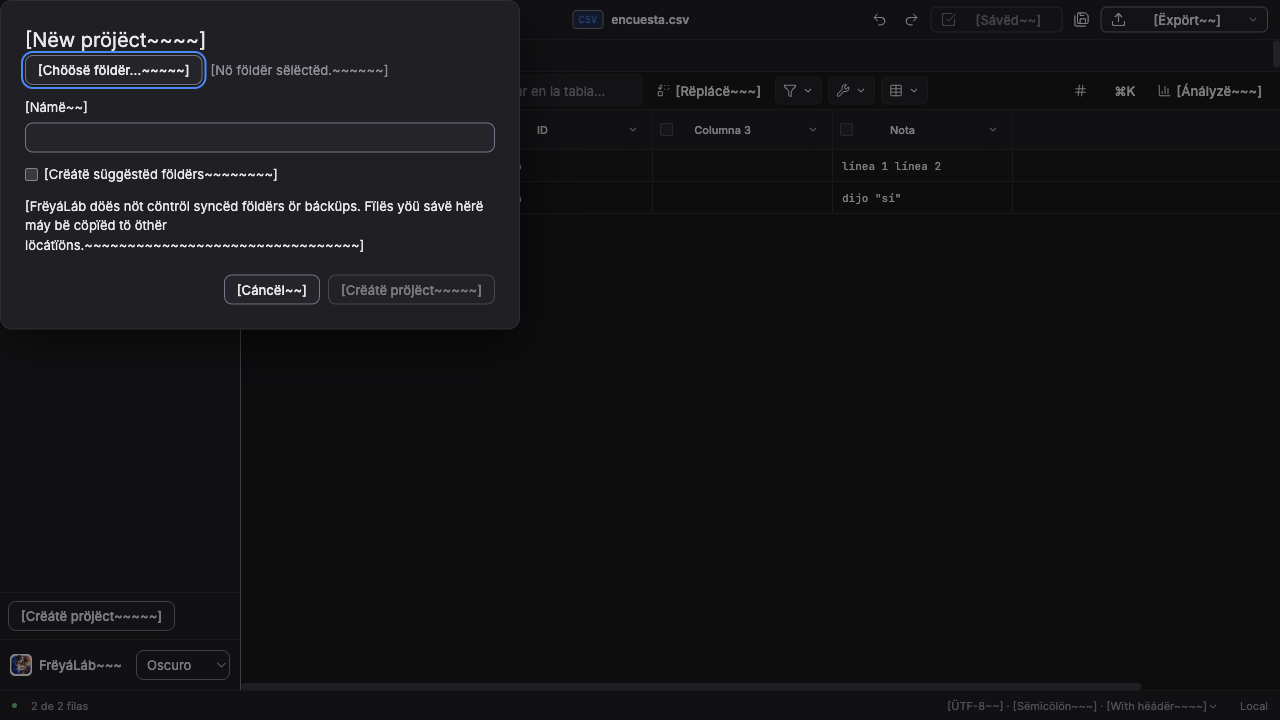 CSV encuesta.csv
[Sávëd~~]
[Ëxpört~~]
[Nëw pröjëct~~~~]
[Chöösë földër...~~~~~] [Nö földër sëlëctëd.~~~~~~]
[Námë~~]
[Crëátë süggëstëd földërs~~~~~~~~]
[FrëyáLáb döës nöt cöntröl syncëd földërs ör báckúps. Fïlës yöü sávë hërë
máy bë cöpïëd tö öthër
löcátïöns.~~~~~~~~~~~~~~~~~~~~~~~~~~~~~~~~]
[Cáncël~~] [Crëátë pröjëct~~~~~]
en la tabla... [Rëplácë~~~] # ⌘K [Ánályzë~~~]
ID Columna 3 Nota
línea 1 línea 2
dijo "sí"
[Crëátë pröjëct~~~~~]
FrëyáLáb~~~ Oscuro
2 de 2 filas
[ÜTF-8~~] · [Sëmïcölön~~~] · [Wïth hëádër~~~~] Local